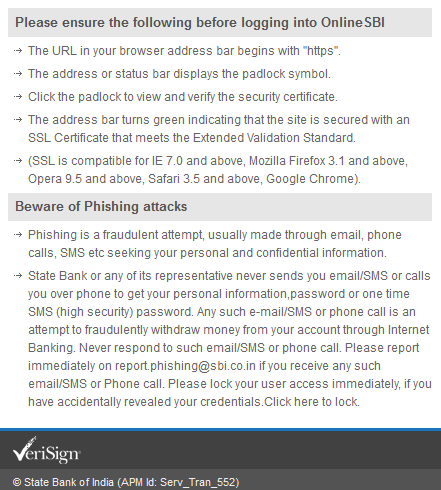 Please ensure the following before logging into OnlineSBI
The URL in your browser address bar begins with "https".
The address or status bar displays the padlock symbol.
Click the padlock to view and verify the security certificate.
The address bar turns green indicating that the site is secured with an
SSL Certificate that meets the Extended Validation Standard.
(SSL is compatible for IE 7.0 and above, Mozilla Firefox 3.1 and above,
Opera 9.5 and above, Safari 3.5 and above, Google Chrome).
Beware of Phishing attacks
Phishing is a fraudulent attempt, usually made through email, phone
calls, SMS etc seeking your personal and confidential information.
State Bank or any of its representative never sends you email/SMS or calls
you over phone to get your personal information,password or one time
SMS (high security) password. Any such e-mail/SMS or phone call is an
attempt to fraudulently withdraw money from your account through Internet
Banking. Never respond to such email/SMS or phone call. Please report
immediately on report.phishing@sbi.co.in if you receive any such
email/SMS or Phone call. Please lock your user access immediately, if you
have accidentally revealed your credentials.Click here to lock.
VeriSign
© State Bank of India (APM Id: Serv_Tran_552)